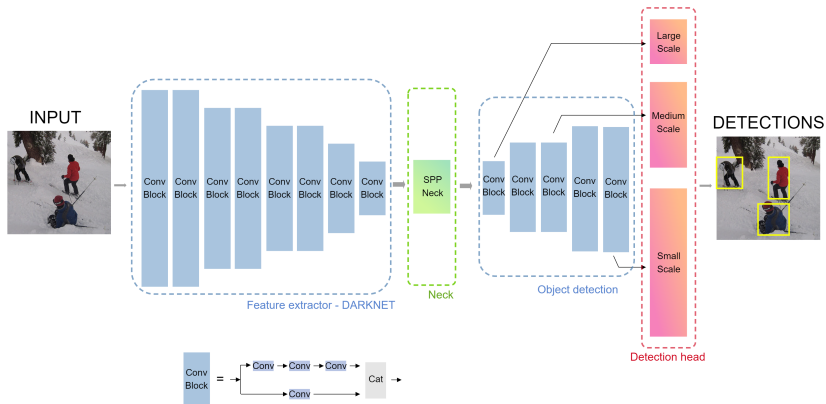 INPUT
Conv
Block
Conv
Block
Conv
Block
Conv
Block
Conv
Block
Conv
Block
Conv
Block
Conv
Block
Feature extractor - DARKNET
SPP
Neck
Neck
Conv
Block
Conv
Block
Conv
Block
Conv
Block
Conv
Block
Object detection
Large
Scale
Medium
Scale
Small
Scale
Detection head
DETECTIONS
Conv
Block
=
Conv
Conv
Conv
Conv
Cat